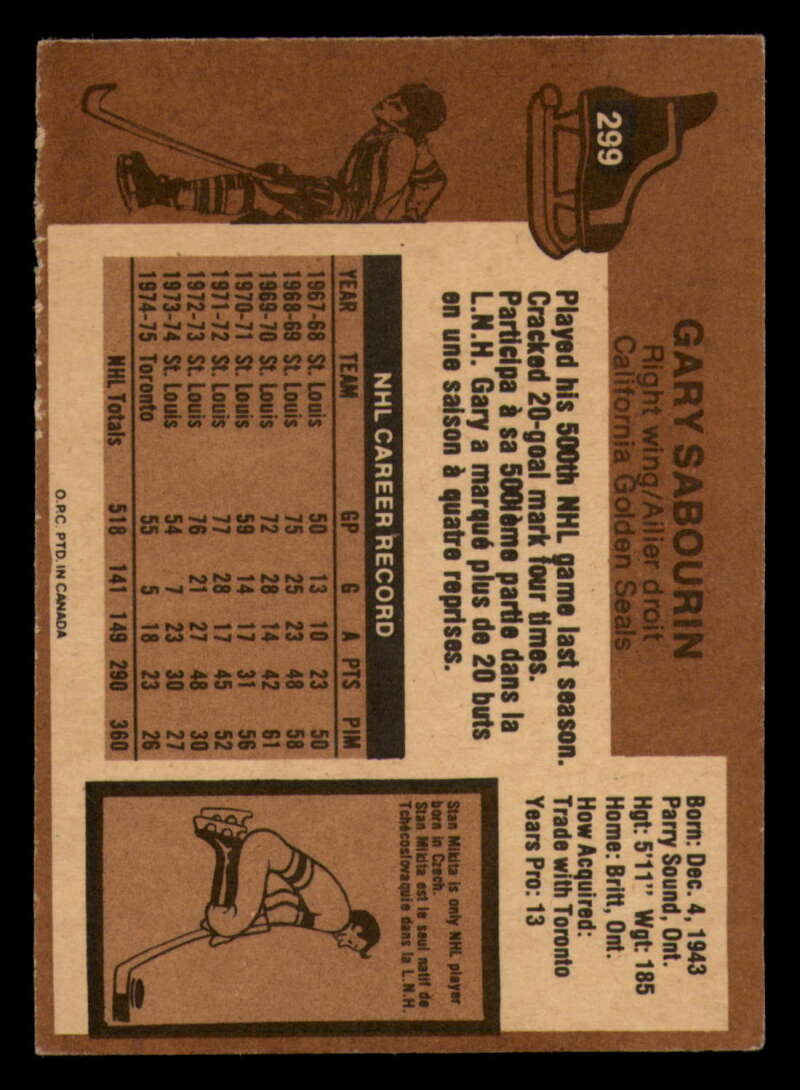 299
GARY SABOURIN
Right wing/Ailier droit
California Golden Seals
Born: Dec. 4, 1943
Parry Sound, Ont.
Hgt: 5'11" Wgt: 185
Home: Britt, Ont.
How Acquired:
Trade with Toronto
Years Pro: 13
Played his 500th NHL game last season.
Cracked 20-goal mark four times.
Participa à sa 500ième partie dans la
L.N.H. Gary a marqué plus de 20 buts
en une saison à quatre reprises.
NHL CAREER RECORD
YEAR TEAM GP G A PTS PIM
1967-68 St. Louis 50 13 10 23 50
1968-69 St. Louis 75 25 23 48 58
1969-70 St. Louis 72 28 14 42 61
1970-71 St. Louis 59 14 17 31 56
1971-72 St. Louis 77 28 17 45 52
1972-73 St. Louis 76 21 27 48 30
1973-74 St. Louis 54 7 23 30 27
1974-75 Toronto 55 5 18 23 26
NHL Totals 518 141 149 290 360
Stan Mikita is only NHL player
born in Czech.
Stan Mikita est le seul natif de
Tchécoslovaquie dans la L.N.H.
O.P.C. PTD. IN CANADA